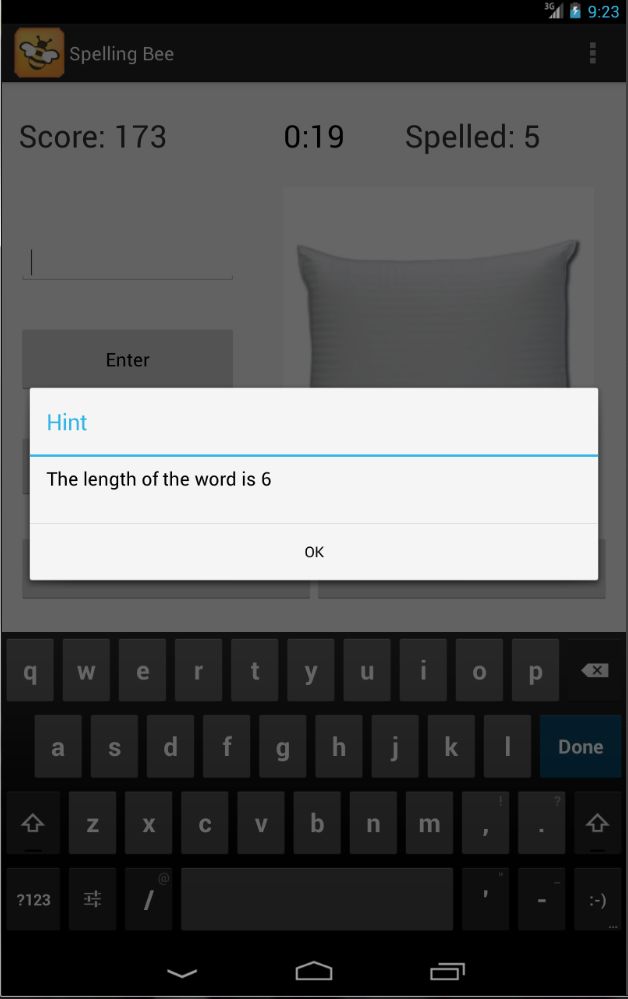 3G 9:23
Spelling Bee
Score: 173 0:19 Spelled: 5
Enter
Hint
The length of the word is 6
OK
q w e r t y u i o p
a s d f g h j k l Done
z x c v b n m , ! . ?
?123 / @ ' " - _ :-) ...